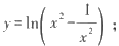 y = ln(x² − 1/x²) ;